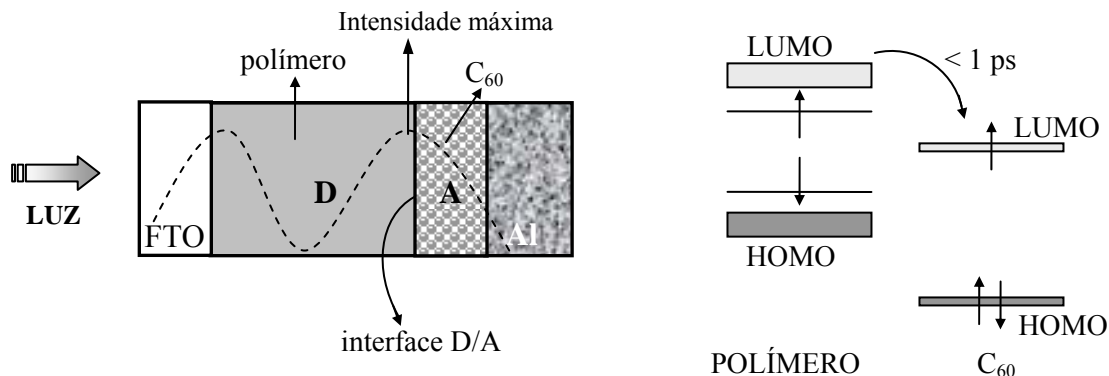 Intensidade máxima
polímero
C₆₀
D
A
LUZ
FTO
Al
interface D/A
LUMO
< 1 ps
LUMO
HOMO
HOMO
POLÍMERO
C₆₀